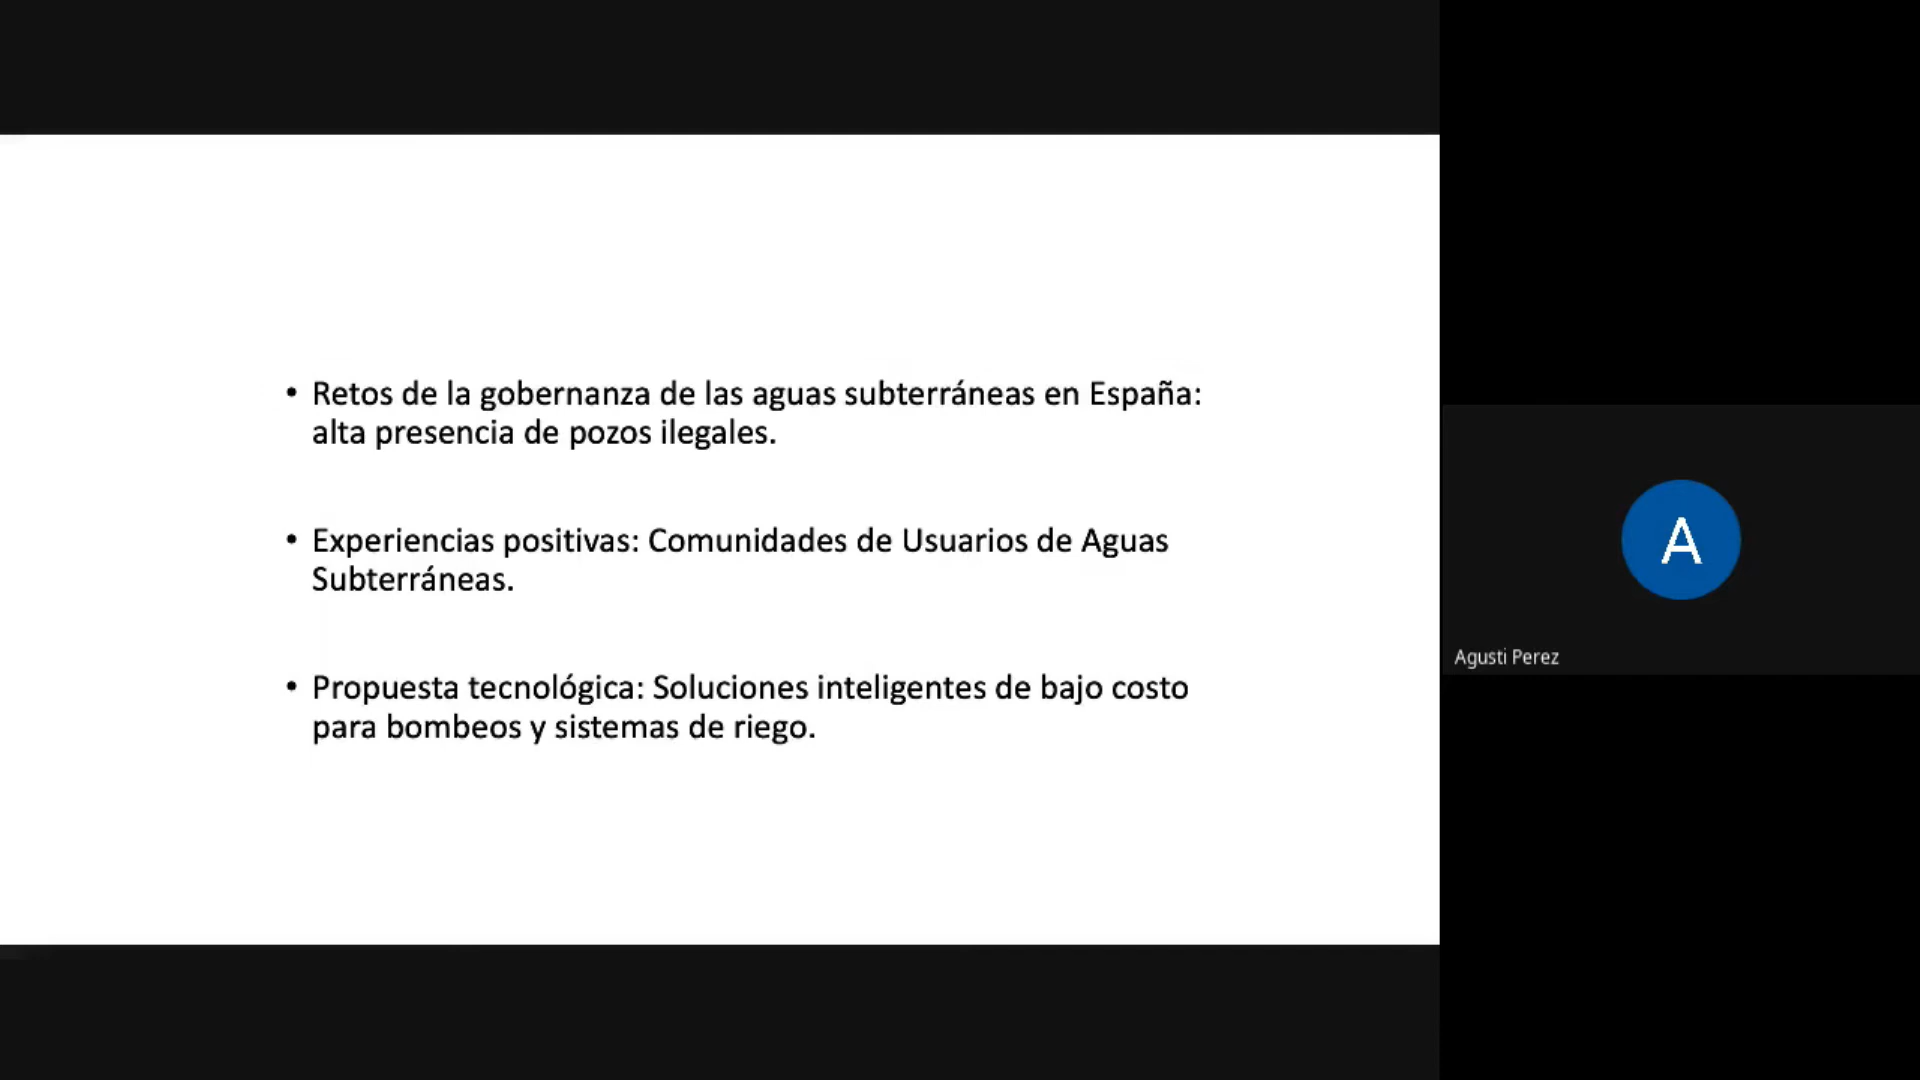 • Retos de la gobernanza de las aguas subterráneas en España:
alta presencia de pozos ilegales.
• Experiencias positivas: Comunidades de Usuarios de Aguas
Subterráneas.
• Propuesta tecnológica: Soluciones inteligentes de bajo costo
para bombeos y sistemas de riego.
A
Agusti Perez